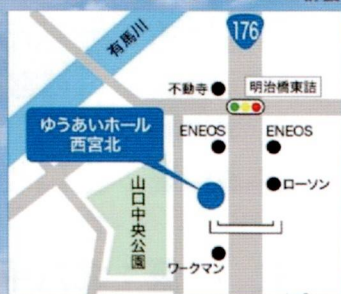 176
有馬川
不動寺
明治橋東詰
ゆうあいホール
西宮北
ENEOS
ENEOS
山口中央公園
ローソン
ワークマン